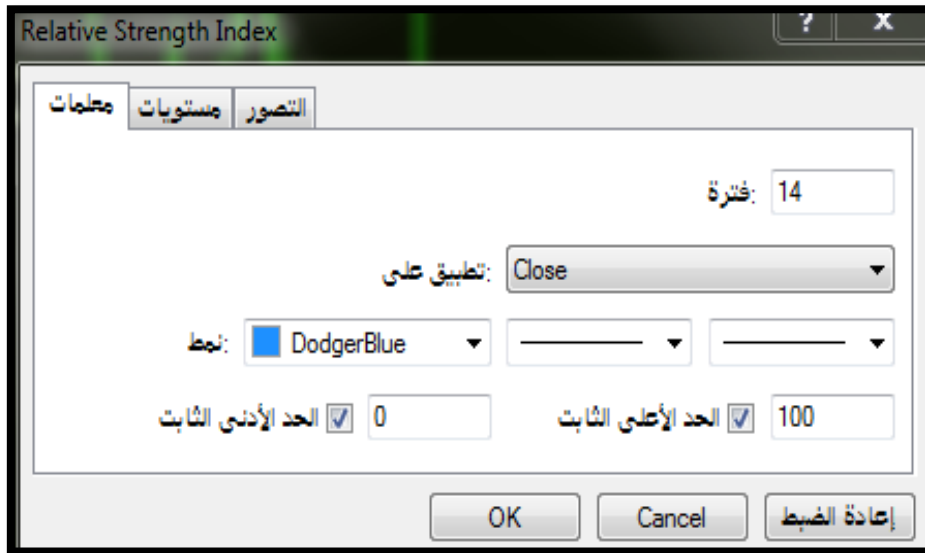 Relative Strength Index
? X
معلمات مستويات التصور
فترة: 14
تطبيق على: Close
نمط: DodgerBlue
الحد الأدنى الثابت 0 الحد الأعلى الثابت 100
OK Cancel إعادة الضبط